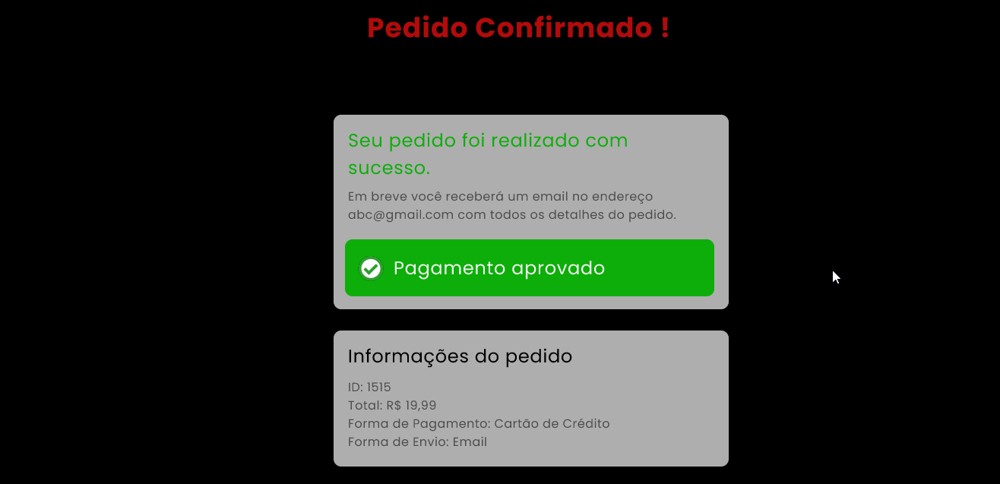 Pedido Confirmado !
Seu pedido foi realizado com
sucesso.
Em breve você receberá um email no endereço
abc@gmail.com com todos os detalhes do pedido.
Pagamento aprovado
Informações do pedido
ID: 1515
Total: R$ 19,99
Forma de Pagamento: Cartão de Crédito
Forma de Envio: Email